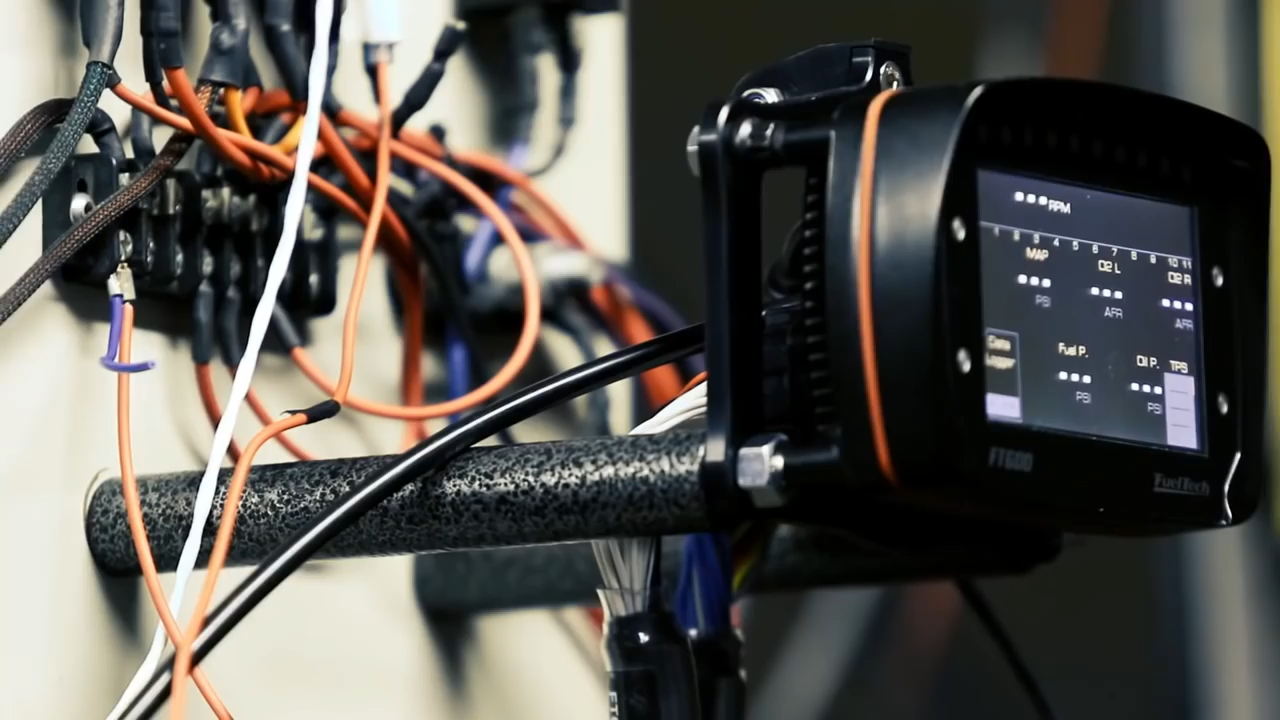 RPM
1 2 3 4 5 6 7 8 9 10 11
MAP O2 L O2 R
PSI AFR AFR
Data
Logger
Fuel P. Oil P. TPS
PSI PSI
FT600
FuelTech